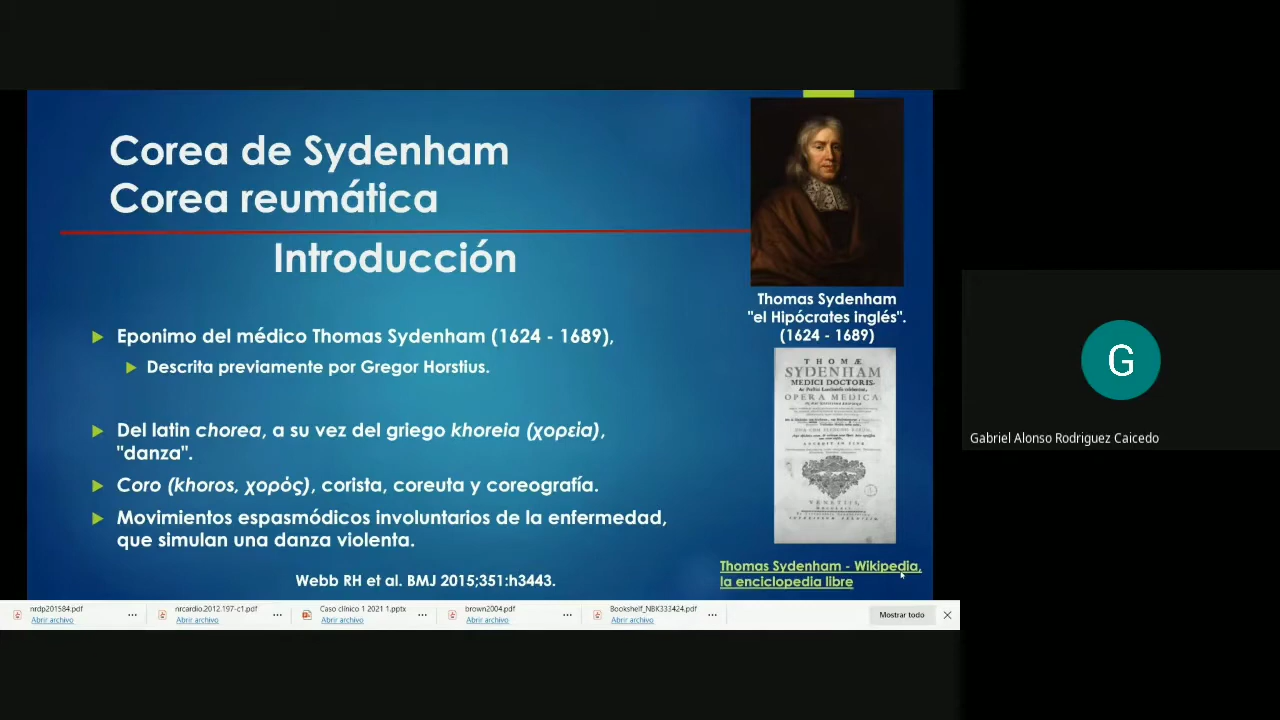 Corea de Sydenham
Corea reumática
Introducción
Eponimo del médico Thomas Sydenham (1624 - 1689),
Descrita previamente por Gregor Horstius.
Del latin chorea, a su vez del griego khoreia (χορεία),
"danza".
Coro (khoros, χορός), corista, coreuta y coreografía.
Movimientos espasmódicos involuntarios de la enfermedad,
que simulan una danza violenta.
Webb RH et al. BMJ 2015;351:h3443.
Thomas Sydenham
"el Hipócrates inglés".
(1624 - 1689)
THOMÆ
SYDENHAM
MEDICI DOCTORIS,
OPERA MEDICA
VENETIIS,
Thomas Sydenham - Wikipedia,
la enciclopedia libre
G
Gabriel Alonso Rodriguez Caicedo
nrdp201584.pdf
Abrir archivo
nrcardio.2012.197-c1.pdf
Abrir archivo
Caso clínico 1 2021 1.pptx
Abrir archivo
brown2004.pdf
Abrir archivo
Bookshelf_NBK333424.pdf
Abrir archivo
Mostrar todo